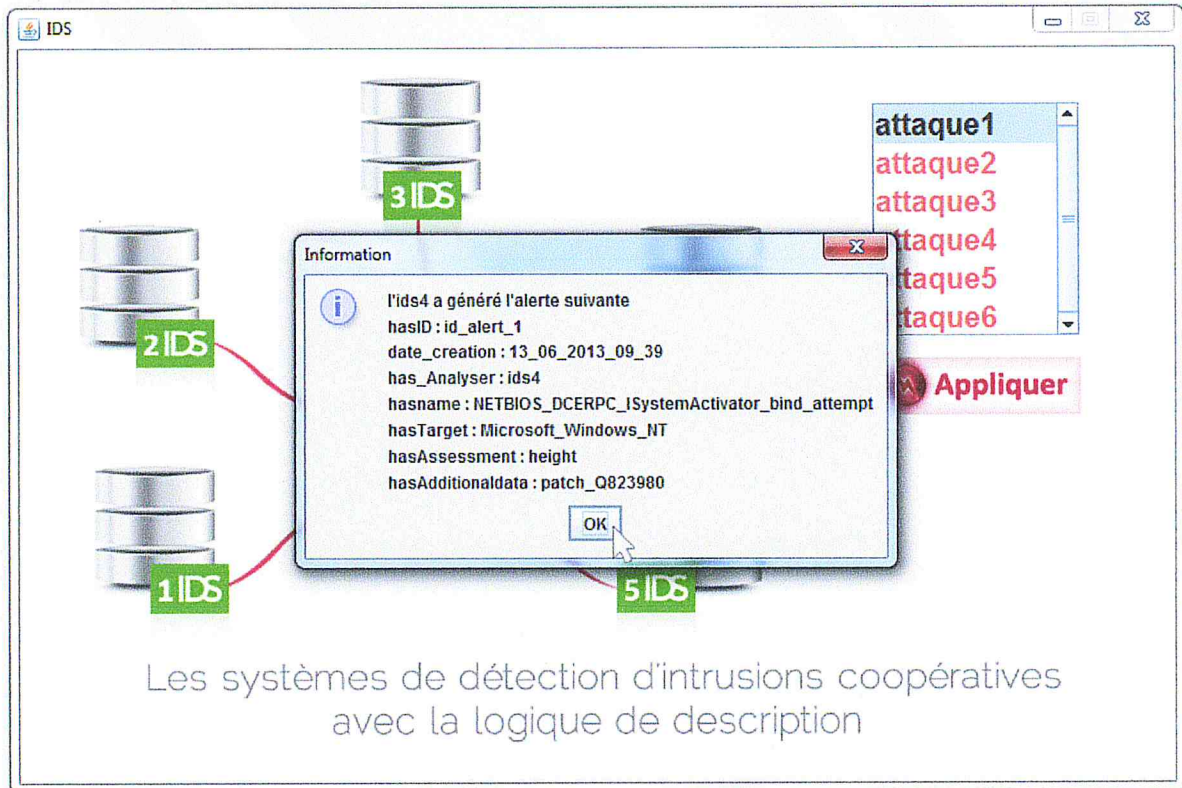 IDS
3 IDS
2 IDS
1 IDS
5 IDS
attaque1
attaque2
attaque3
ttaque4
ttaque5
ttaque6
Appliquer
Information
i
l'ids4 a généré l'alerte suivante
hasID : id_alert_1
date_creation : 13_06_2013_09_39
has_Analyser : ids4
hasname : NETBIOS_DCERPC_ISystemActivator_bind_attempt
hasTarget : Microsoft_Windows_NT
hasAssessment : height
hasAdditionaldata : patch_Q823980
OK
Les systèmes de détection d'intrusions coopératives
avec la logique de description